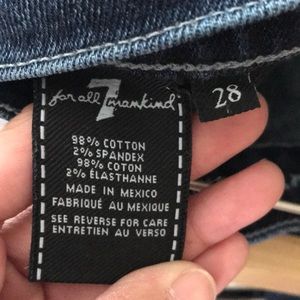 for all 7 mankind®
28
98% COTTON
2% SPANDEX
98% COTON
2% ÉLASTHANNE
MADE IN MEXICO
FABRIQUÉ AU MEXIQUE
SEE REVERSE FOR CARE
ENTRETIEN AU VERSO